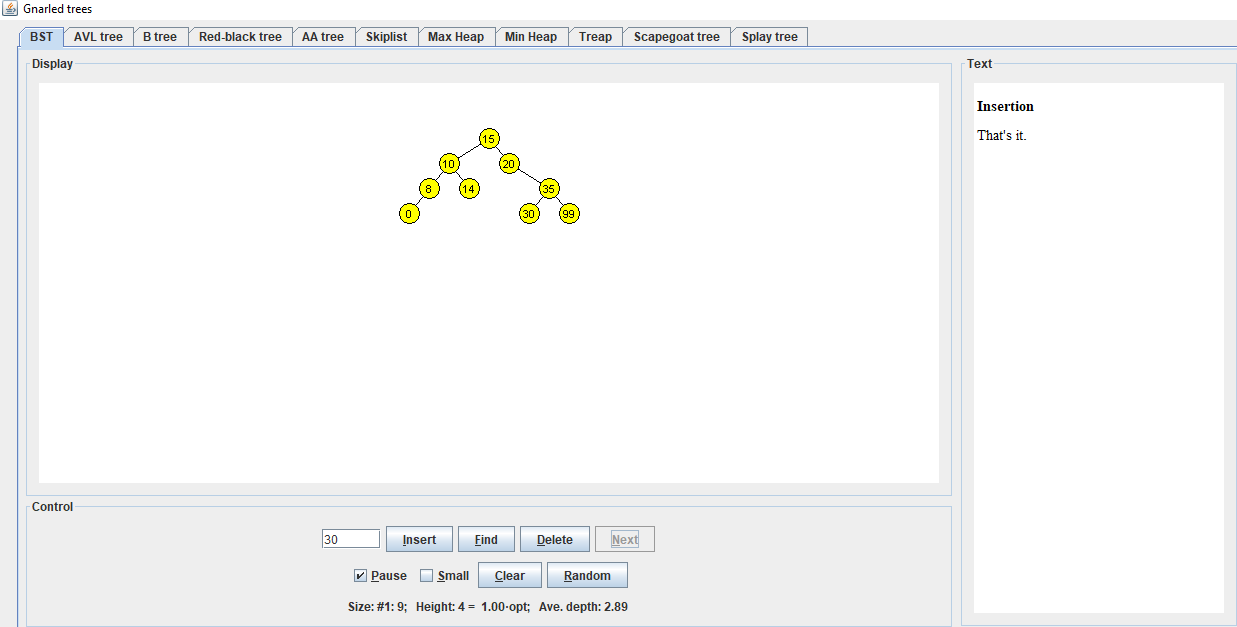 Gnarled trees
BST AVL tree B tree Red-black tree AA tree Skiplist Max Heap Min Heap Treap Scapegoat tree Splay tree
Display
15
10 20
8 14 35
0 30 99
Text
Insertion
That's it.
Control
30 Insert Find Delete Next
Pause Small Clear Random
Size: #1: 9; Height: 4 = 1.00·opt; Ave. depth: 2.89